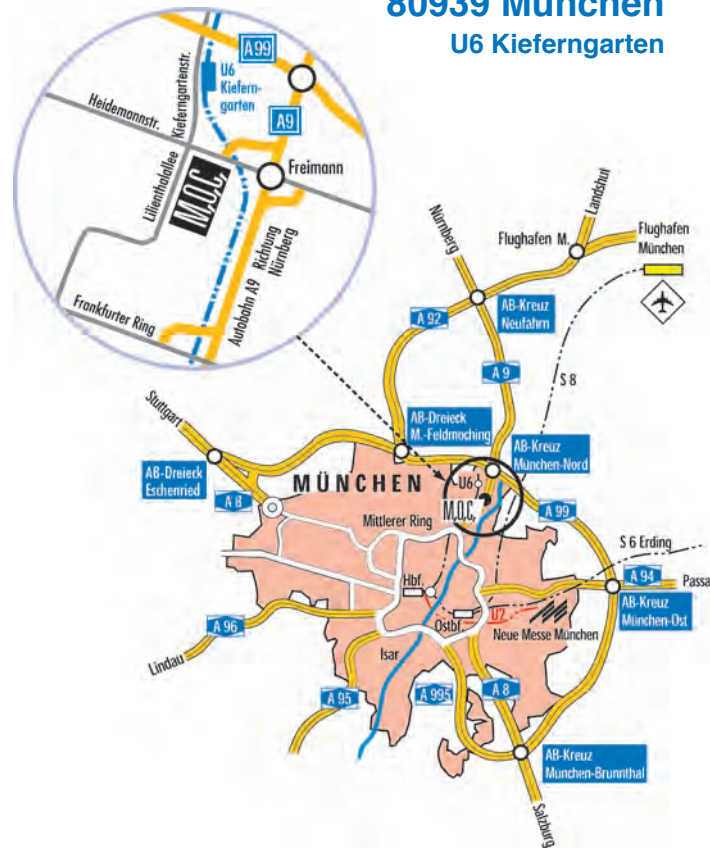 80939 München
U6 Kieferngarten
A 99
U6
Kiefern-
garten
Kieferngartenstr.
Heidemannstr.
A9
Lilienthalallee
M,O,C,
Freimann
Autobahn A9
Richtung
Nürnberg
Frankfurter Ring
Nürnberg
Landshut
Flughafen M.
Flughafen
München
AB-Kreuz
Neufahrn
A 92
A 9
S 8
Stuttgart
AB-Dreieck
M.-Feldmoching
AB-Kreuz
München-Nord
AB-Dreieck
Eschenried
A 8
MÜNCHEN
U6
M,O,C,
A 99
Mittlerer Ring
S 6 Erding
A 94
Passa
Hbf.
AB-Kreuz
München-Ost
A 96
Ostbf.
U2
Neue Messe München
Lindau
Isar
A 95
A 995
A 8
AB-Kreuz
München-Brunnthal
Salzburg